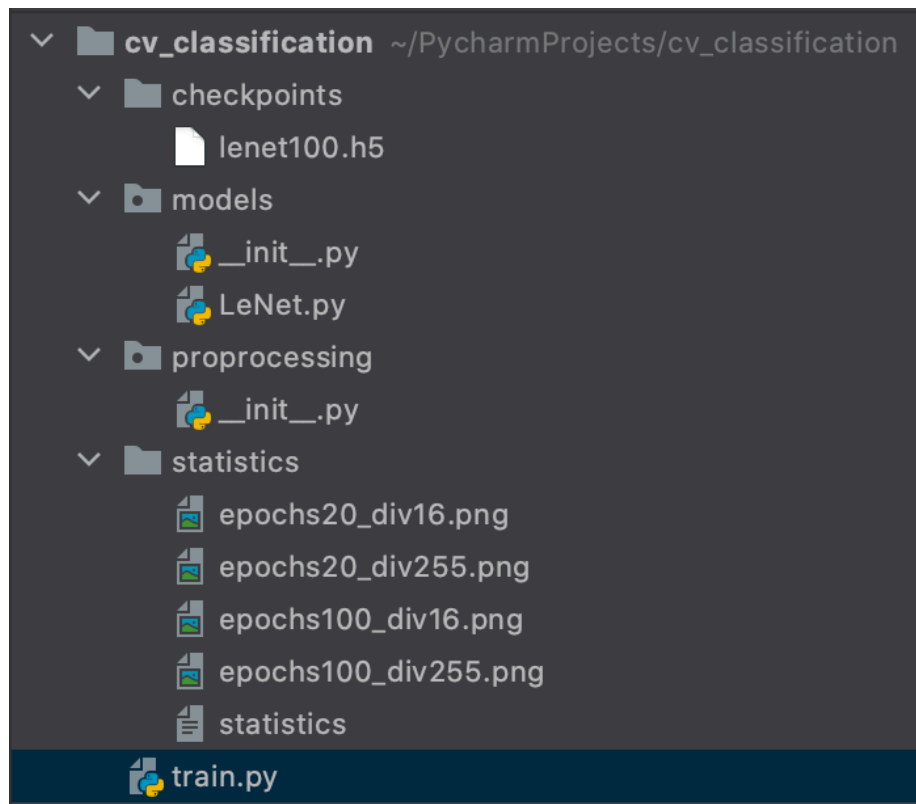 cv_classification ~/PycharmProjects/cv_classification
checkpoints
lenet100.h5
models
__init__.py
LeNet.py
proprocessing
__init__.py
statistics
epochs20_div16.png
epochs20_div255.png
epochs100_div16.png
epochs100_div255.png
statistics
train.py